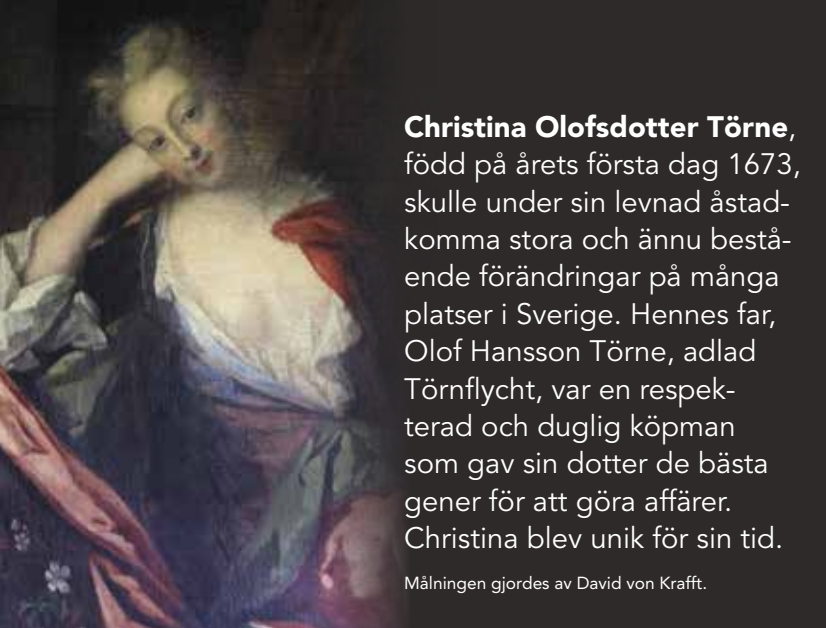 Christina Olofsdotter Törne,
född på årets första dag 1673,
skulle under sin levnad åstad-
komma stora och ännu bestå-
ende förändringar på många
platser i Sverige. Hennes far,
Olof Hansson Törne, adlad
Törnflycht, var en respek-
terad och duglig köpman
som gav sin dotter de bästa
gener för att göra affärer.
Christina blev unik för sin tid.
Målningen gjordes av David von Krafft.